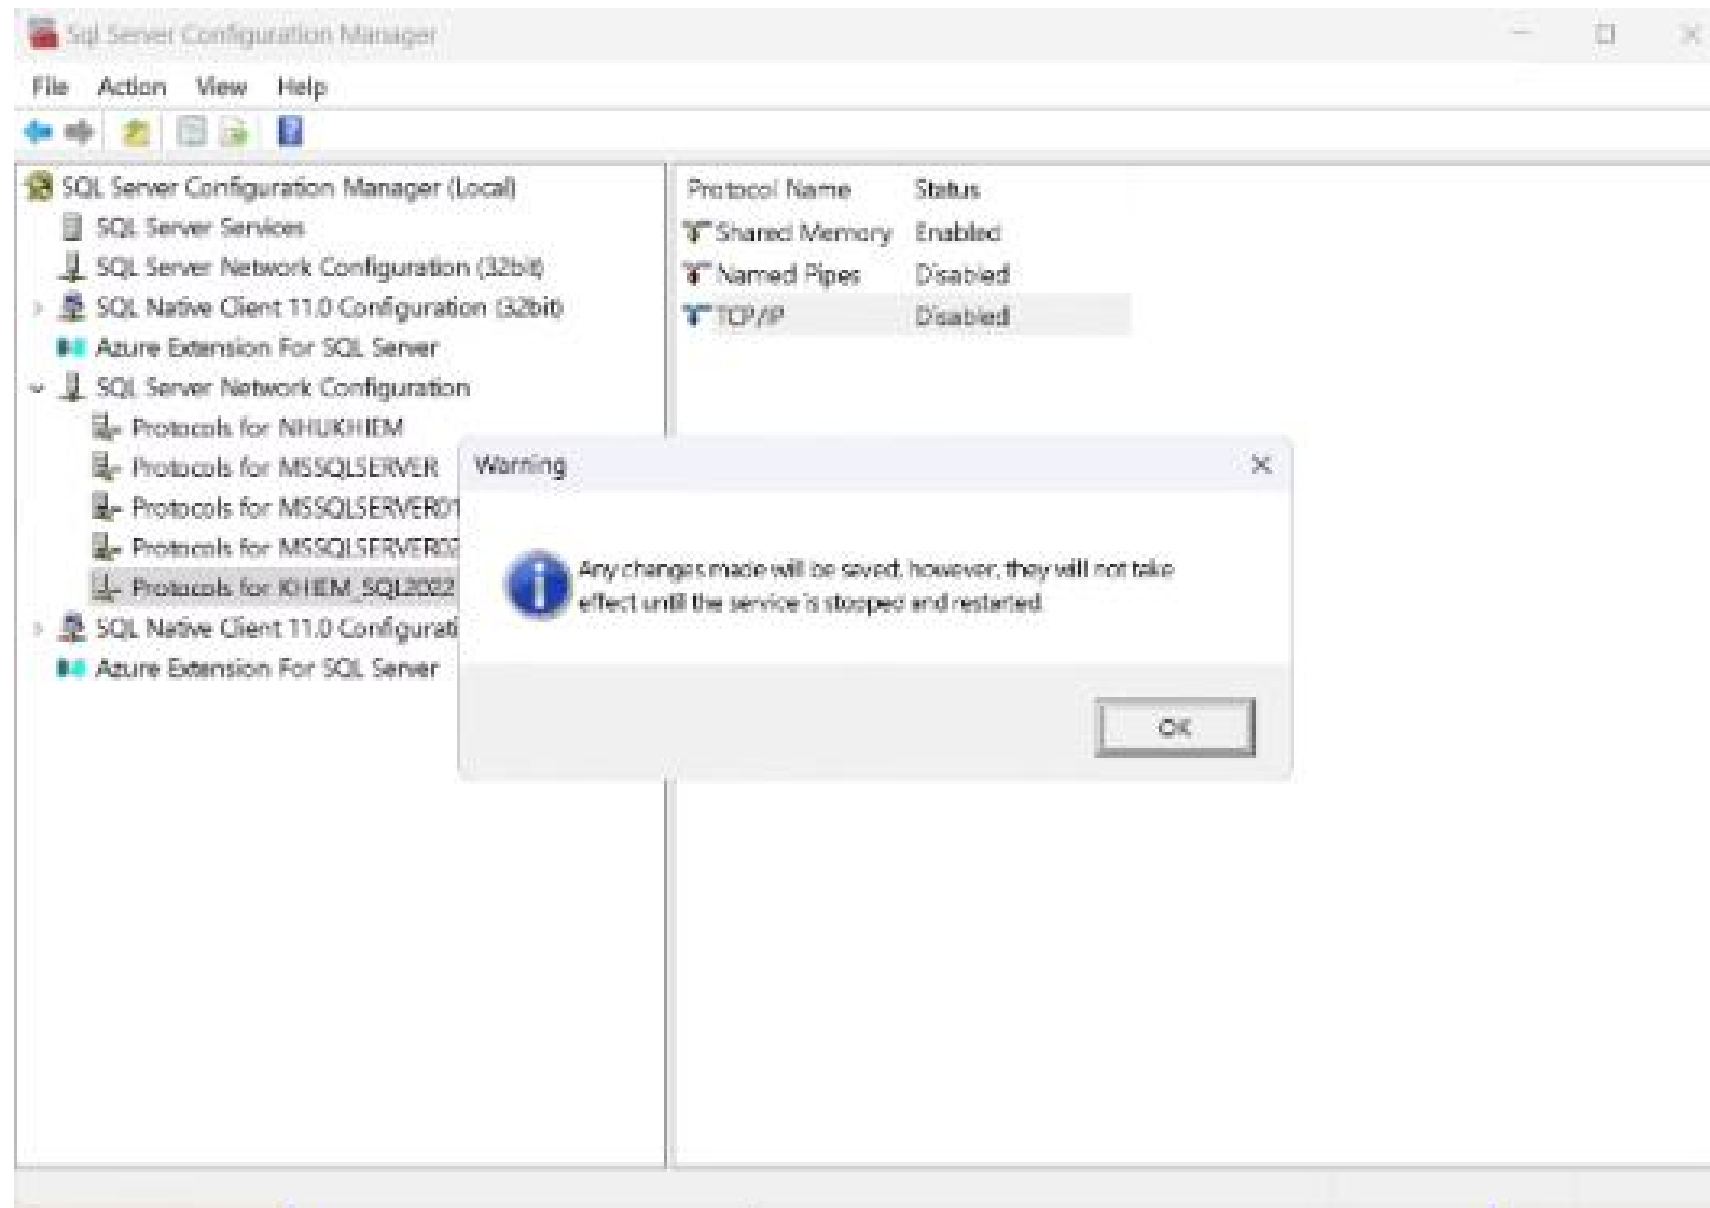 Sql Server Configuration Manager
File Action View Help
SQL Server Configuration Manager (Local)
SQL Server Services
SQL Server Network Configuration (32bit)
SQL Native Client 11.0 Configuration (32bit)
Azure Extension For SQL Server
SQL Server Network Configuration
Protocols for NHUKHIEM
Protocols for MSSQLSERVER
Protocols for MSSQLSERVER01
Protocols for MSSQLSERVER02
Protocols for KHIEM_SQL2022
SQL Native Client 11.0 Configurati
Azure Extension For SQL Server
Protocol Name Status
Shared Memory Enabled
Named Pipes Disabled
TCP/IP Disabled
Warning
Any changes made will be saved, however, they will not take
effect until the service is stopped and restarted.
OK